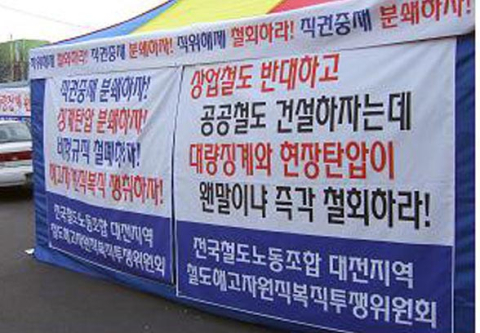 직위해제 철회하라! 직권중재 분쇄하자! 직위해제 철회하라! 직권중재 분쇄하자!
직권중재 분쇄하자!
징계탄압 분쇄하자!
비정규직 철폐하자!
해고자원직복직 쟁취하자!
전국철도노동조합 대전지역
철도해고자원직복직투쟁위원회
상업철도 반대하고
공공철도 건설하자는데
대량징계와 현장탄압이
왠말이냐 즉각 철회하라!
전국철도노동조합 대전지역
철도해고자원직복직투쟁위원회